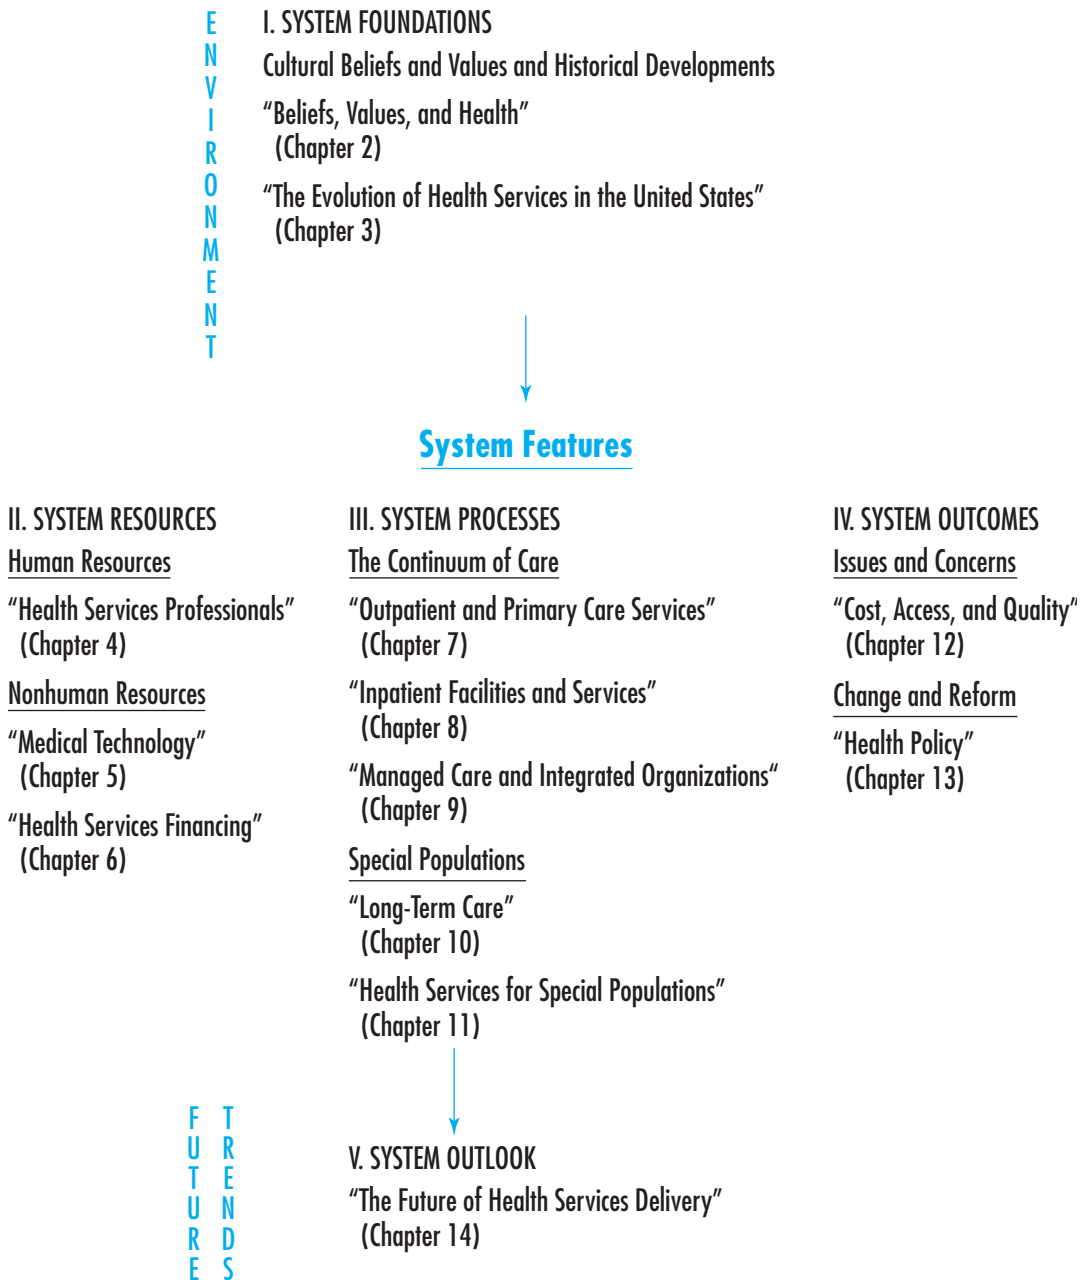 ENVIRONMENT
I. SYSTEM FOUNDATIONS
Cultural Beliefs and Values and Historical Developments
“Beliefs, Values, and Health”
(Chapter 2)
“The Evolution of Health Services in the United States”
(Chapter 3)
System Features
II. SYSTEM RESOURCES
Human Resources
“Health Services Professionals”
(Chapter 4)
Nonhuman Resources
“Medical Technology”
(Chapter 5)
“Health Services Financing”
(Chapter 6)
III. SYSTEM PROCESSES
The Continuum of Care
“Outpatient and Primary Care Services”
(Chapter 7)
“Inpatient Facilities and Services”
(Chapter 8)
“Managed Care and Integrated Organizations“
(Chapter 9)
Special Populations
“Long-Term Care”
(Chapter 10)
“Health Services for Special Populations”
(Chapter 11)
IV. SYSTEM OUTCOMES
Issues and Concerns
“Cost, Access, and Quality”
(Chapter 12)
Change and Reform
“Health Policy”
(Chapter 13)
FUTURE
TRENDS
V. SYSTEM OUTLOOK
“The Future of Health Services Delivery”
(Chapter 14)